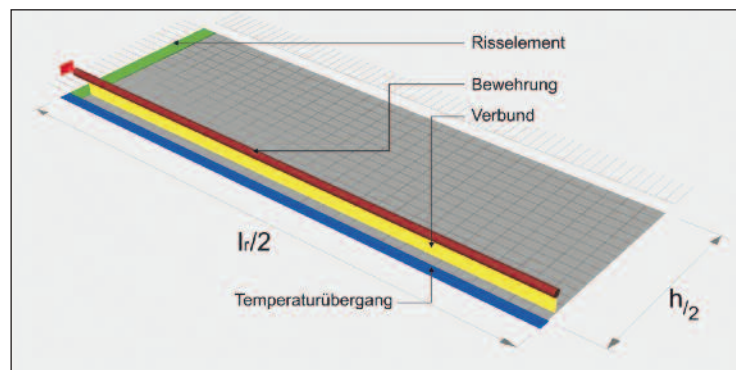 Risselement
Bewehrung
Verbund
lᵣ/2
Temperaturübergang
h/2